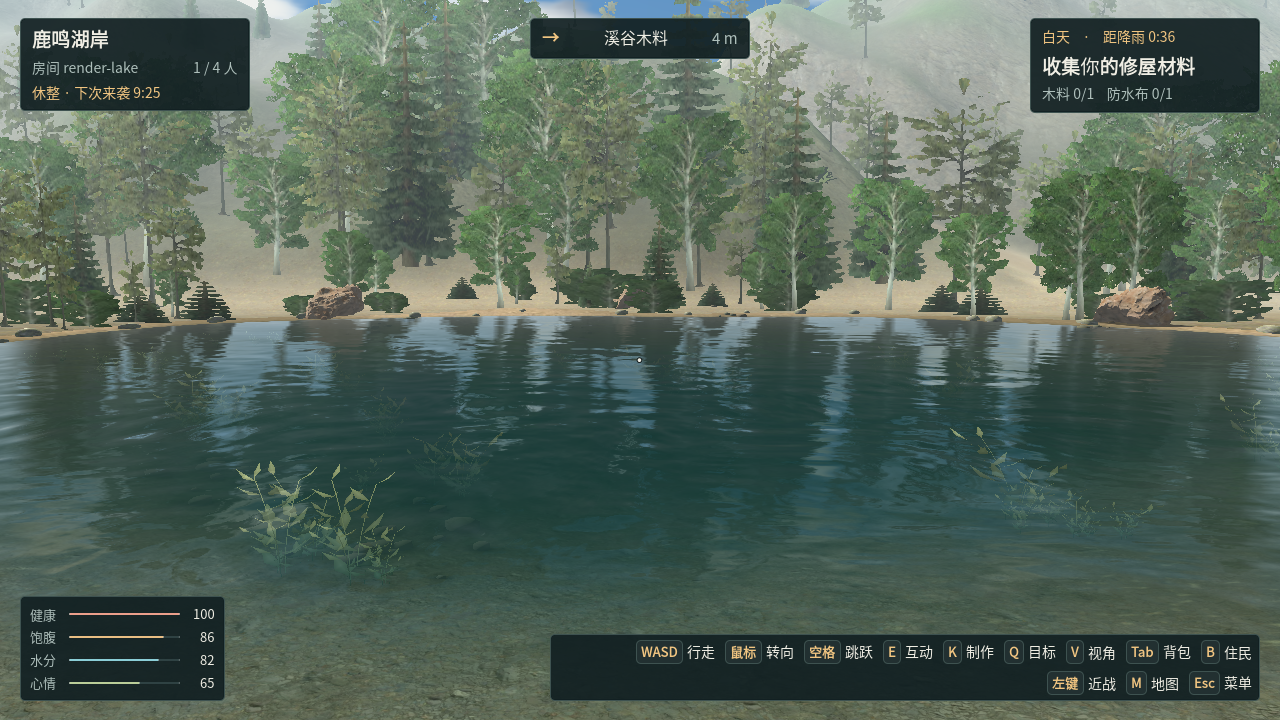 鹿鸣湖岸
房间 render-lake 1 / 4 人
休整 · 下次来袭 9:25
→ 溪谷木料 4 m
白天 · 距降雨 0:36
收集你的修屋材料
木料 0/1 防水布 0/1
健康 100
饱腹 86
水分 82
心情 65
WASD 行走 鼠标 转向 空格 跳跃 E 互动 K 制作 Q 目标 V 视角 Tab 背包 B 住民
左键 近战 M 地图 Esc 菜单